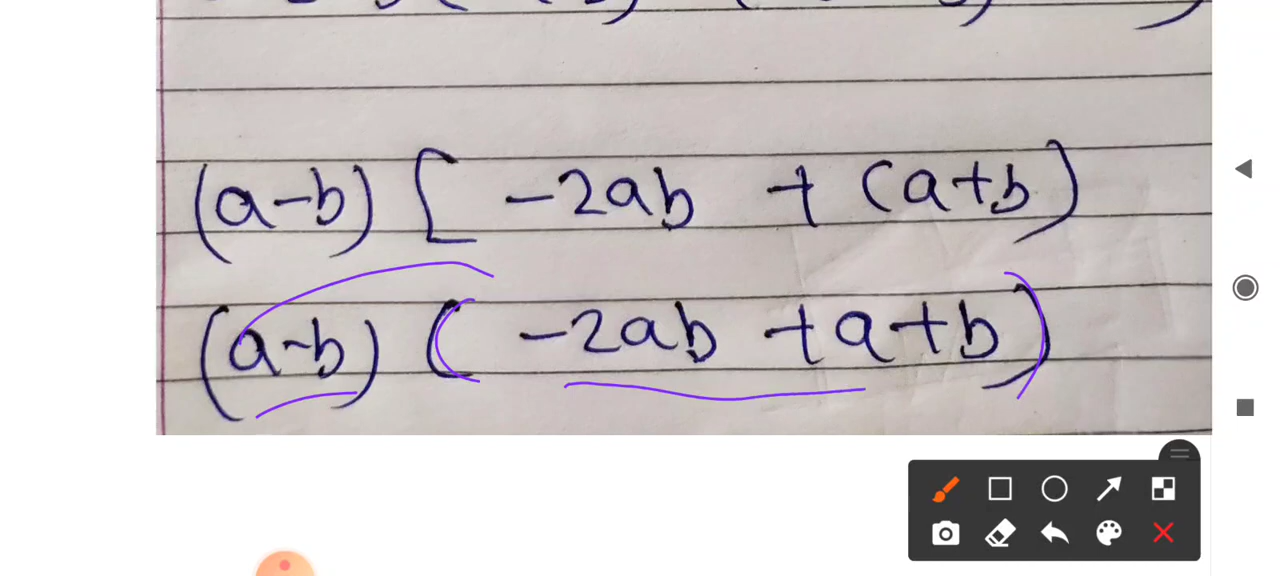 (a-b) [ -2ab + (a+b)
(a-b) ( -2ab +a+b)